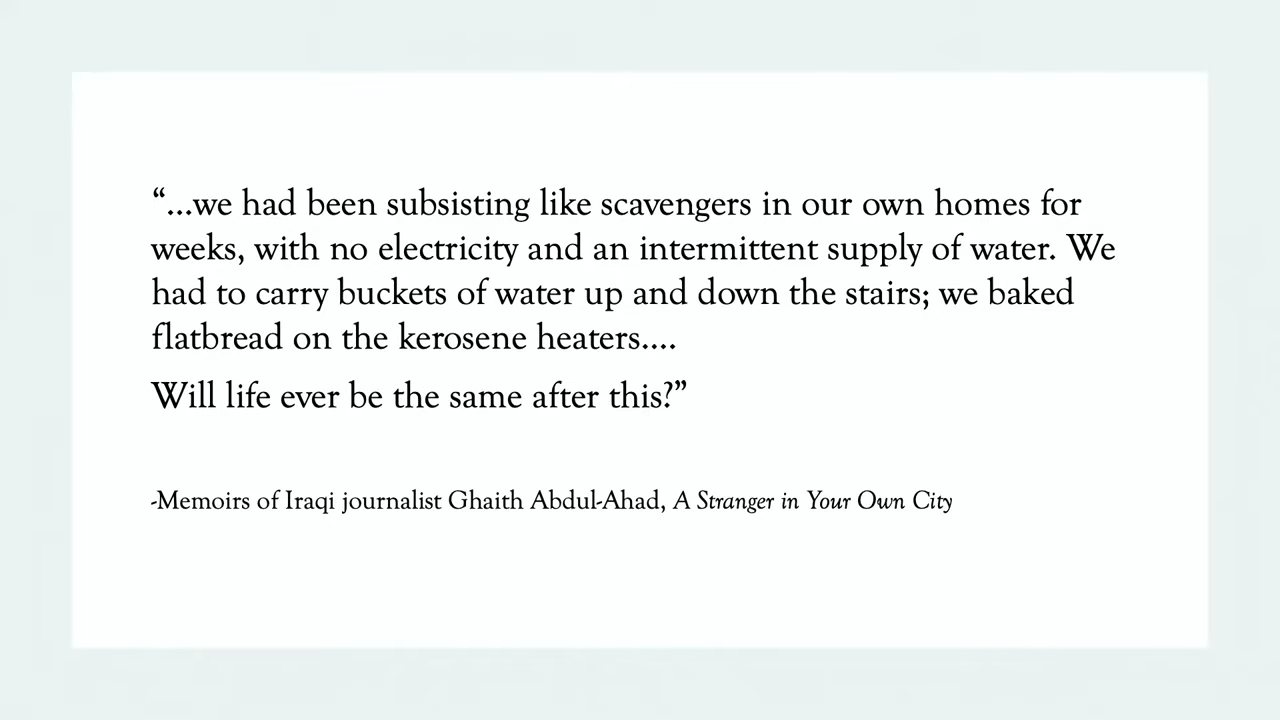 “...we had been subsisting like scavengers in our own homes for
weeks, with no electricity and an intermittent supply of water. We
had to carry buckets of water up and down the stairs; we baked
flatbread on the kerosene heaters....
Will life ever be the same after this?”
-Memoirs of Iraqi journalist Ghaith Abdul-Ahad, A Stranger in Your Own City